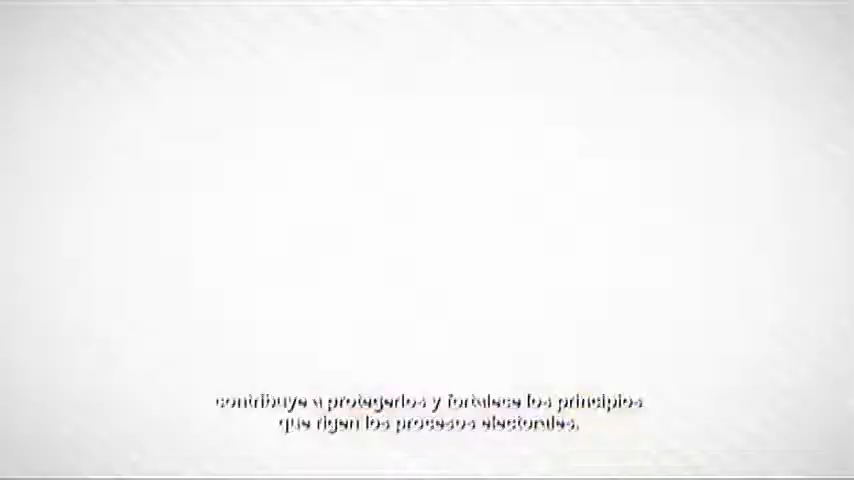 contribuye a protegerlos y fortalece los principios
que rigen los procesos electorales.